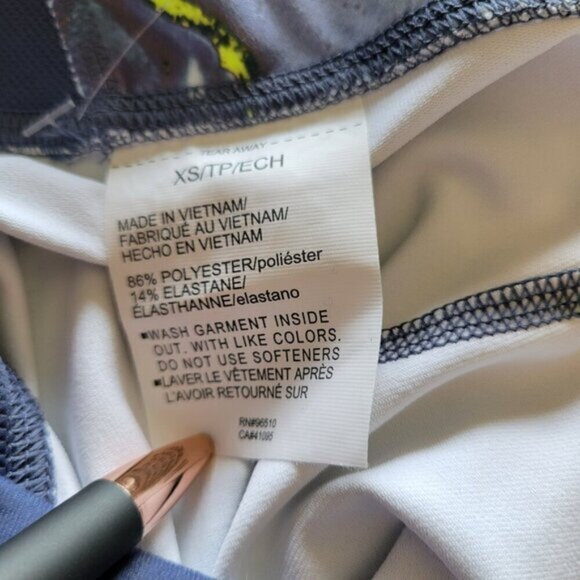 TEAR AWAY
XS/TP/ECH
MADE IN VIETNAM/
FABRIQUÉ AU VIETNAM/
HECHO EN VIETNAM
86% POLYESTER/poliéster
14% ELASTANE/
ÉLASTHANNE/elastano
▪WASH GARMENT INSIDE
OUT. WITH LIKE COLORS.
DO NOT USE SOFTENERS
▪LAVER LE VÊTEMENT APRÈS
L'AVOIR RETOURNÉ SUR
RN#96510
CA#41095